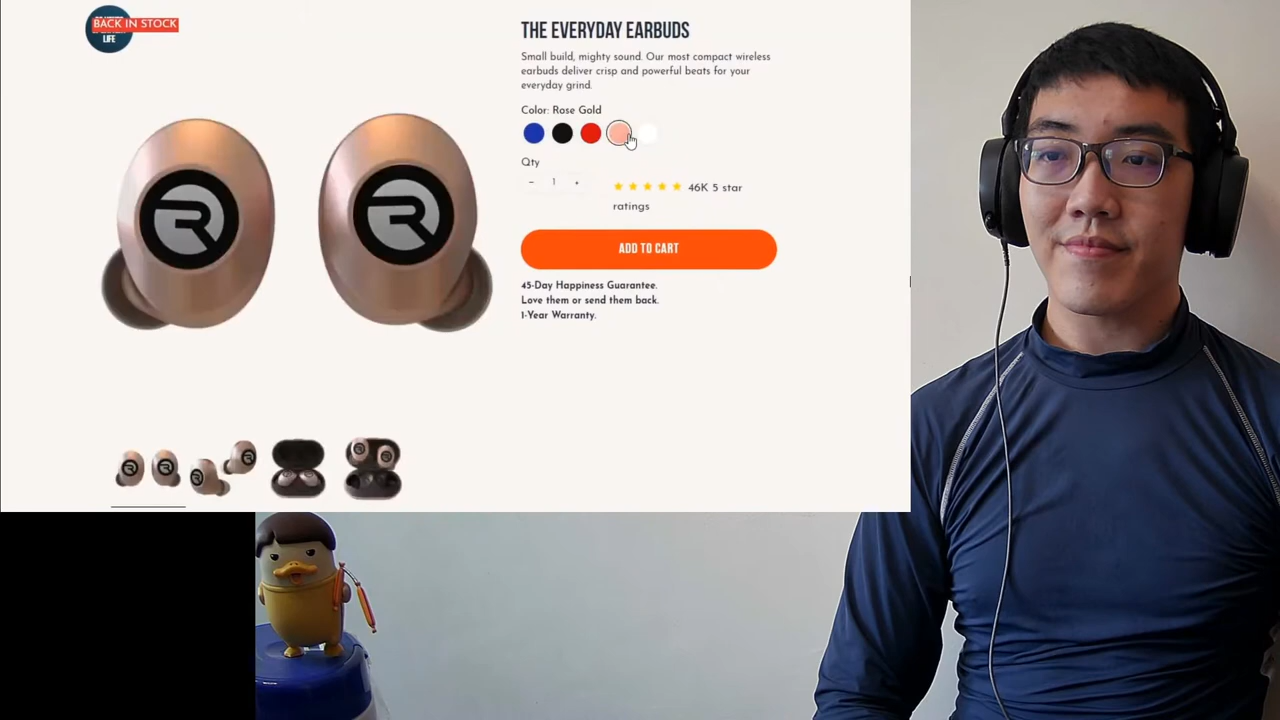 BACK IN STOCK
LIFE
THE EVERYDAY EARBUDS
Small build, mighty sound. Our most compact wireless
earbuds deliver crisp and powerful beats for your
everyday grind.
Color: Rose Gold
Qty
− 1 +
46K 5 star
ratings
ADD TO CART
45-Day Happiness Guarantee.
Love them or send them back.
1-Year Warranty.